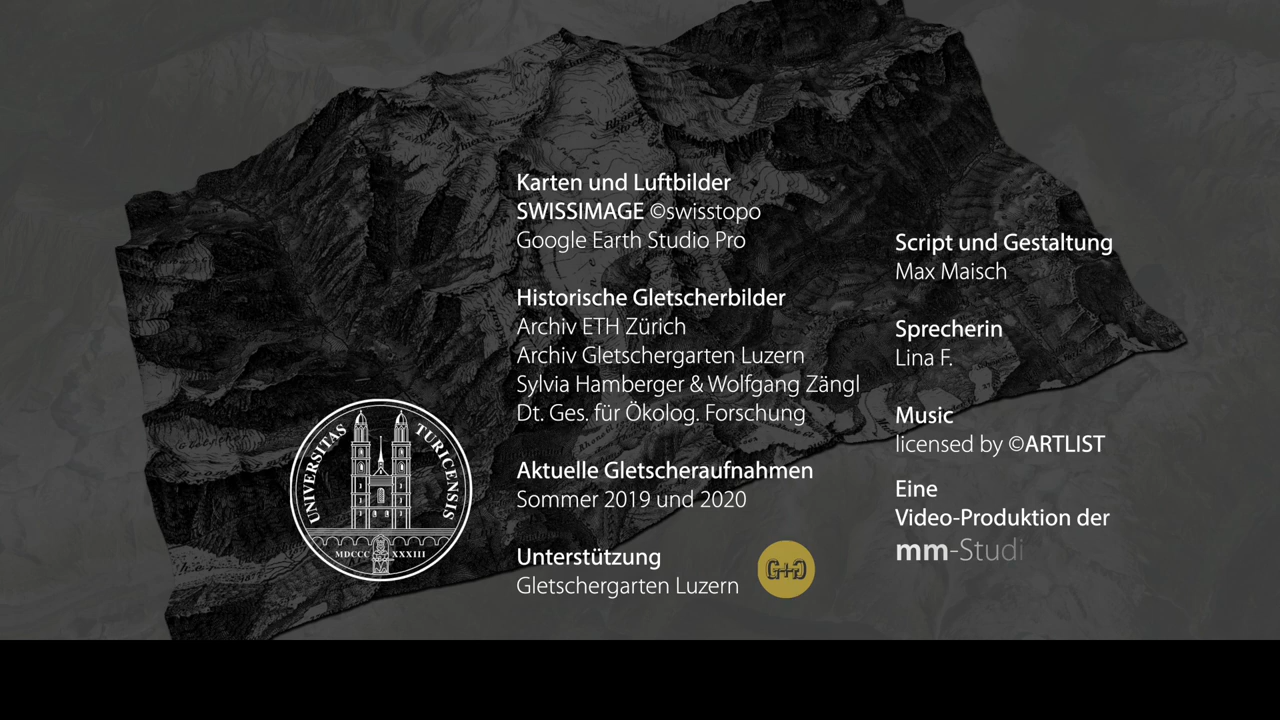 Karten und Luftbilder
SWISSIMAGE ©swisstopo
Google Earth Studio Pro
Historische Gletscherbilder
Archiv ETH Zürich
Archiv Gletschergarten Luzern
Sylvia Hamberger & Wolfgang Zängl
Dt. Ges. für Ökolog. Forschung
Aktuelle Gletscheraufnahmen
Sommer 2019 und 2020
Unterstützung
Gletschergarten Luzern
G+G
Script und Gestaltung
Max Maisch
Sprecherin
Lina F.
Music
licensed by ©ARTLIST
Eine
Video-Produktion der
mm-Studi
UNIVERSITAS TURICENSIS
MDCCC XXXIII